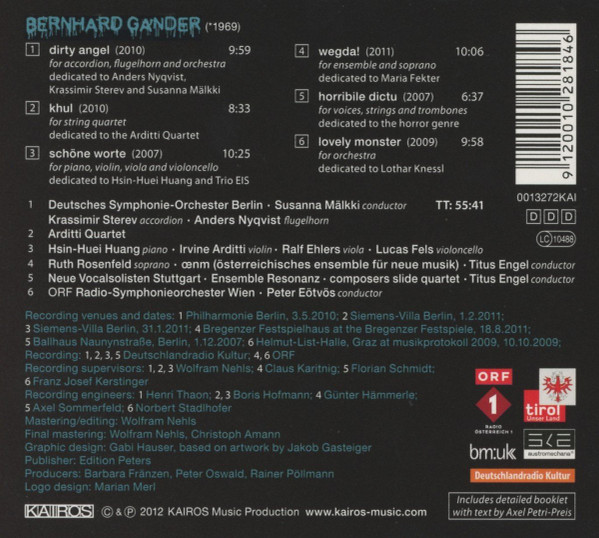 BERNHARD GANDER (*1969)
1 dirty angel (2010) 9:59
for accordion, flugelhorn and orchestra
dedicated to Anders Nyqvist,
Krassimir Sterev and Susanna Mälkki
2 khul (2010) 8:33
for string quartet
dedicated to the Arditti Quartet
3 schöne worte (2007) 10:25
for piano, violin, viola and violoncello
dedicated to Hsin-Huei Huang and Trio EIS
4 wegda! (2011) 10:06
for ensemble and soprano
dedicated to Maria Fekter
5 horribile dictu (2007) 6:37
for voices, strings and trombones
dedicated to the horror genre
6 lovely monster (2009) 9:58
for orchestra
dedicated to Lothar Knessl
9 120010 281846
0013272KAI
D D D
LC 10488
1 Deutsches Symphonie-Orchester Berlin · Susanna Mälkki conductor TT: 55:41
Krassimir Sterev accordion · Anders Nyqvist flugelhorn
2 Arditti Quartet
3 Hsin-Huei Huang piano · Irvine Arditti violin · Ralf Ehlers viola · Lucas Fels violoncello
4 Ruth Rosenfeld soprano · œnm (österreichisches ensemble für neue musik) · Titus Engel conductor
5 Neue Vocalsolisten Stuttgart · Ensemble Resonanz · composers slide quartet · Titus Engel conductor
6 ORF Radio-Symphonieorchester Wien · Peter Eötvös conductor
Recording venues and dates: 1 Philharmonie Berlin, 3.5.2010; 2 Siemens-Villa Berlin, 1.2.2011;
3 Siemens-Villa Berlin, 31.1.2011; 4 Bregenzer Festspielhaus at the Bregenzer Festspiele, 18.8.2011;
5 Ballhaus Naunynstraße, Berlin, 1.12.2007; 6 Helmut-List-Halle, Graz at musikprotokoll 2009, 10.10.2009;
Recording: 1, 2, 3, 5 Deutschlandradio Kultur; 4, 6 ORF
Recording supervisors: 1, 2, 3 Wolfram Nehls; 4 Claus Karitnig; 5 Florian Schmidt;
6 Franz Josef Kerstinger
Recording engineers: 1 Henri Thaon; 2, 3 Boris Hofmann; 4 Günter Hämmerle;
5 Axel Sommerfeld; 6 Norbert Stadlhofer
Mastering/editing: Wolfram Nehls
Final mastering: Wolfram Nehls, Christoph Amann
Graphic design: Gabi Hauser, based on artwork by Jakob Gasteiger
Publisher: Edition Peters
Producers: Barbara Fränzen, Peter Oswald, Rainer Pöllmann
Logo design: Marian Merl
ORF
1
RADIO
ÖSTERREICH 1
tirol
Unser Land
bm:uk
SKE
austromechana
Deutschlandradio Kultur
KAIROS © & ℗ 2012 KAIROS Music Production www.kairos-music.com
Includes detailed booklet
with text by Axel Petri-Preis